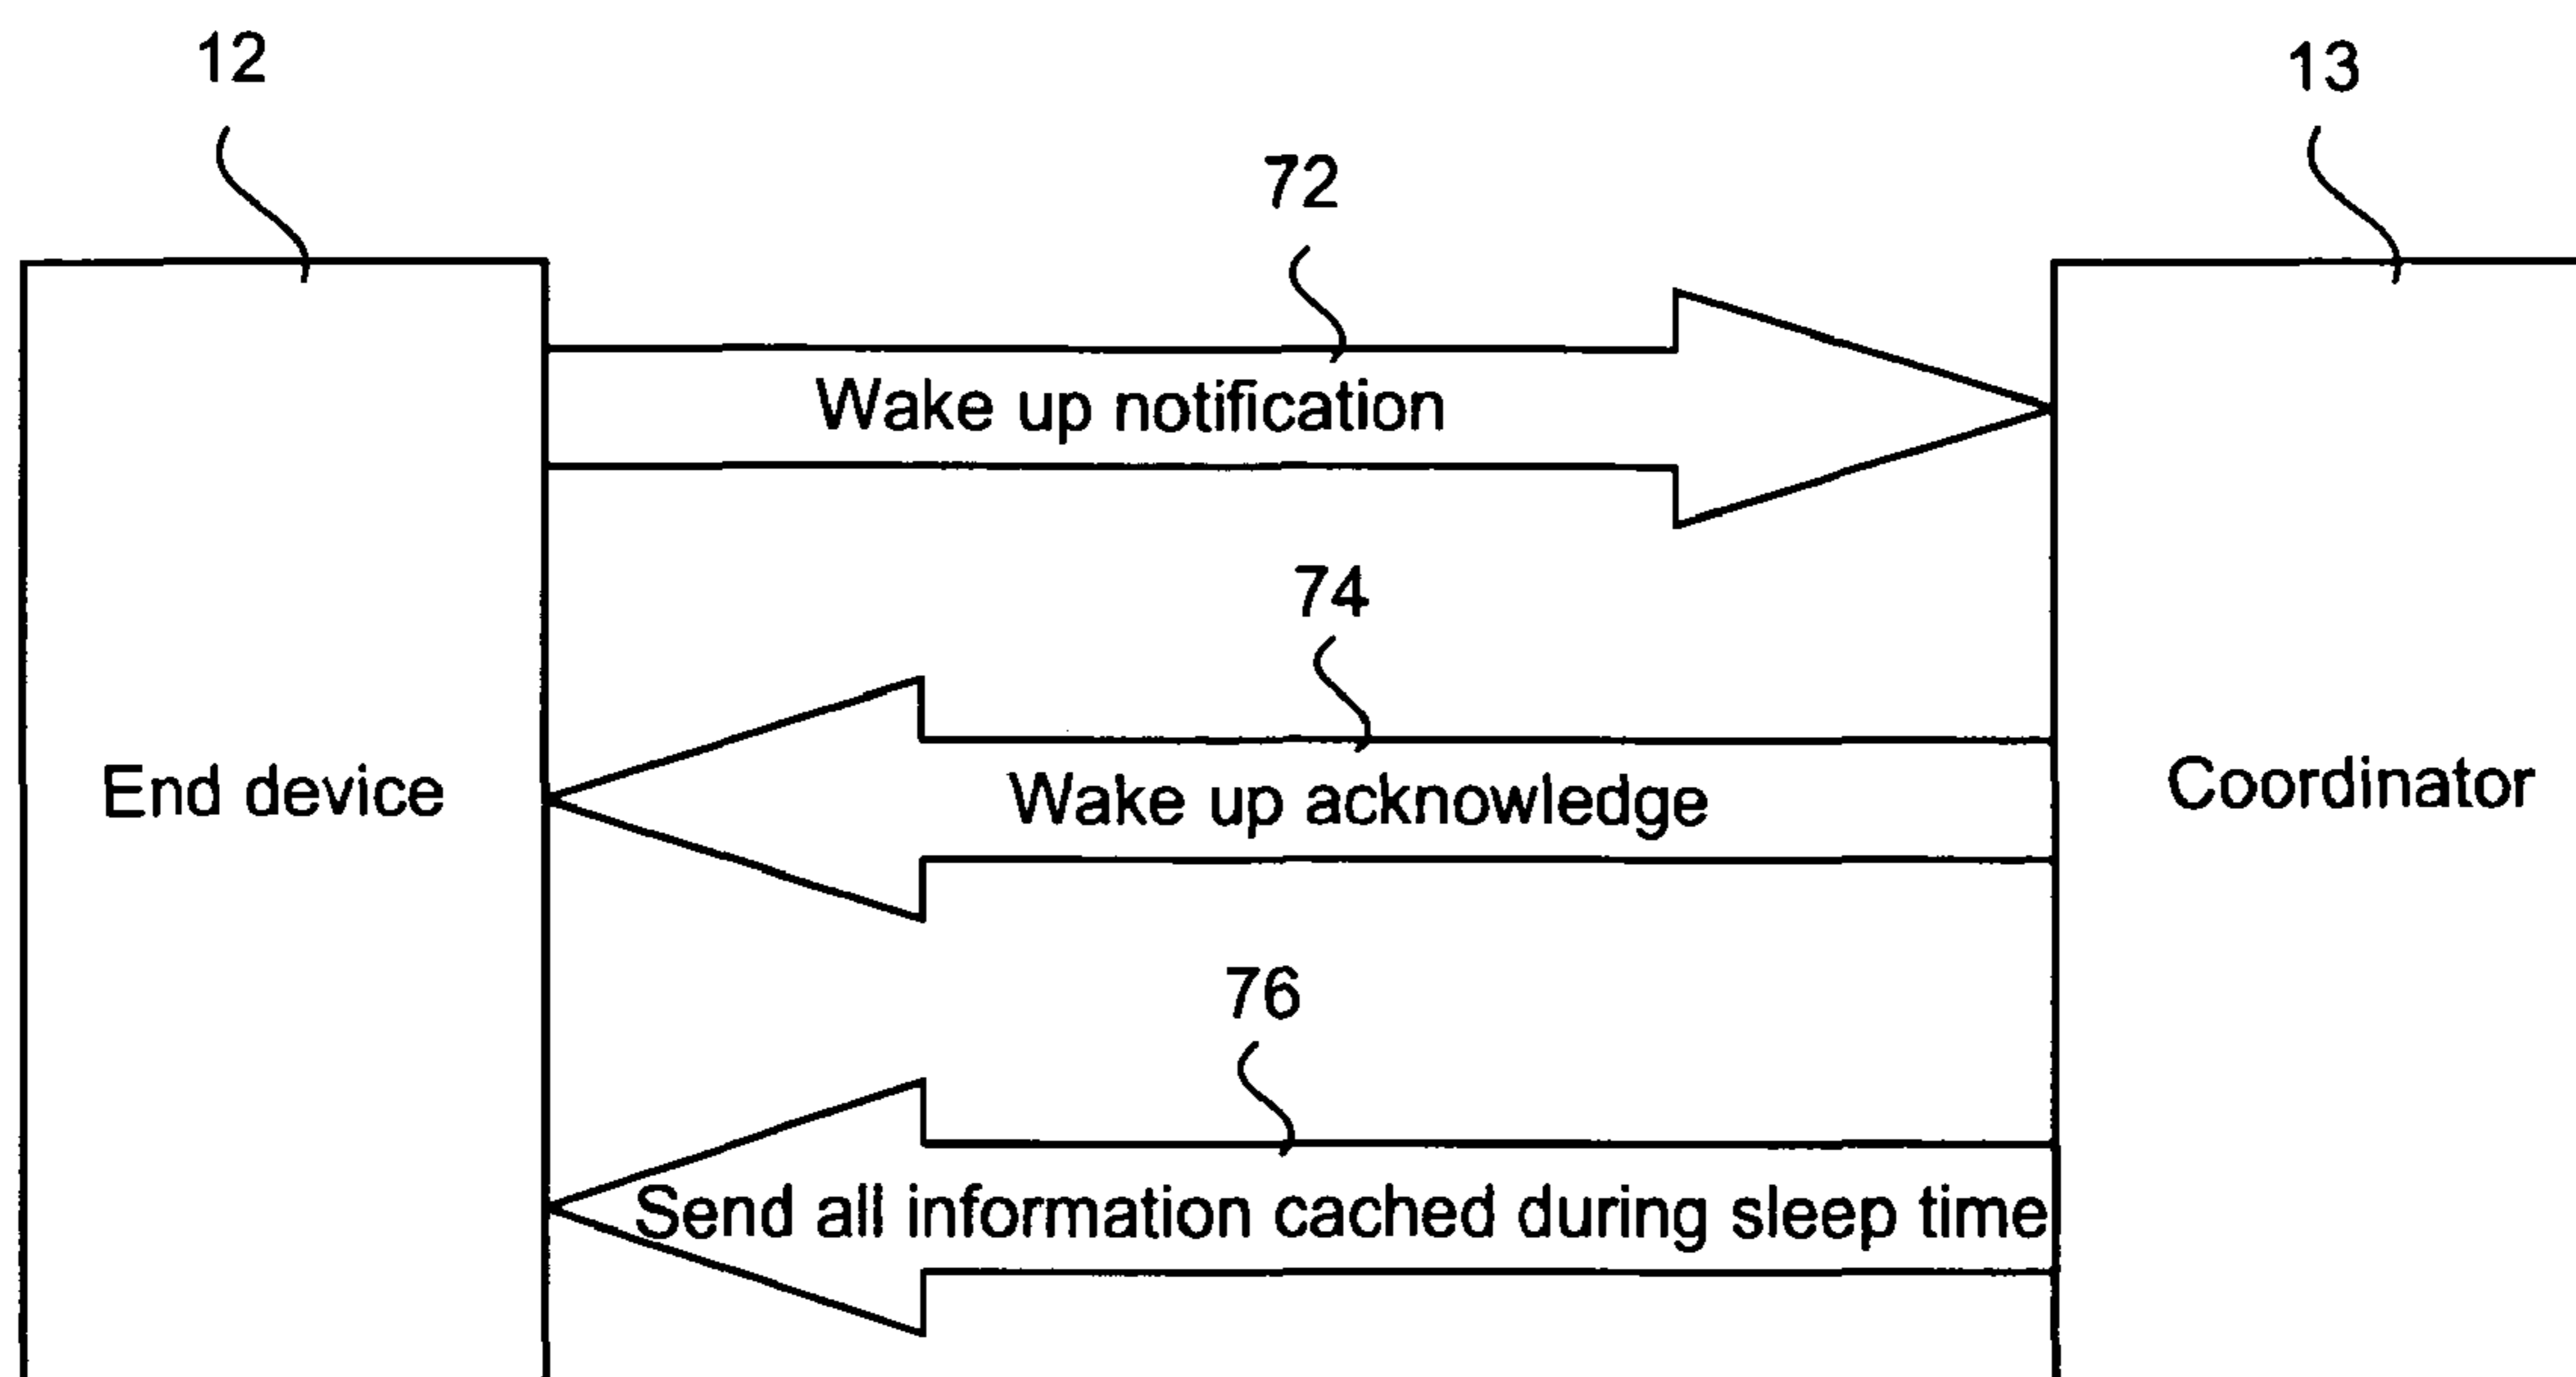 12
13
72
Wake up notification
74
End device
Wake up acknowledge
Coordinator
76
Send all information cached during sleep time